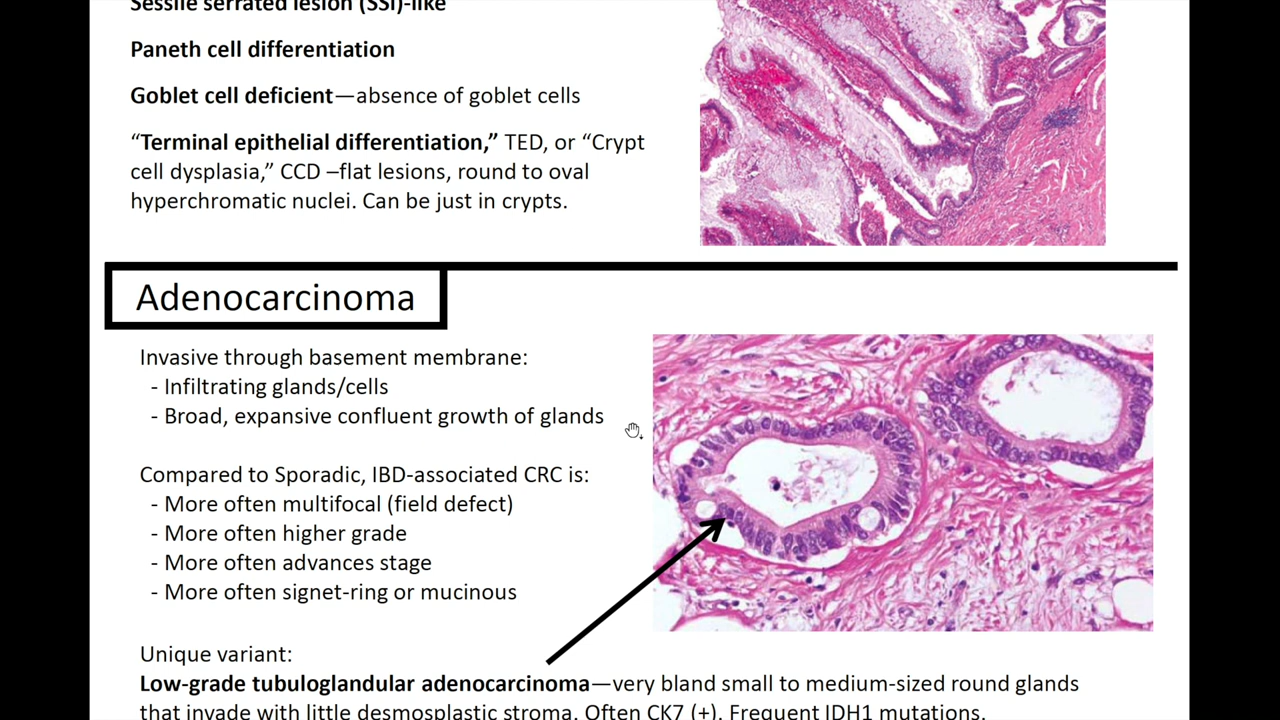 Sessile serrated lesion (SSl)-like
Paneth cell differentiation
Goblet cell deficient—absence of goblet cells
“Terminal epithelial differentiation,” TED, or “Crypt
cell dysplasia,” CCD –flat lesions, round to oval
hyperchromatic nuclei. Can be just in crypts.
Adenocarcinoma
Invasive through basement membrane:
- Infiltrating glands/cells
- Broad, expansive confluent growth of glands
Compared to Sporadic, IBD-associated CRC is:
- More often multifocal (field defect)
- More often higher grade
- More often advances stage
- More often signet-ring or mucinous
Unique variant:
Low-grade tubuloglandular adenocarcinoma—very bland small to medium-sized round glands
that invade with little desmoplastic stroma. Often CK7 (+). Frequent IDH1 mutations.